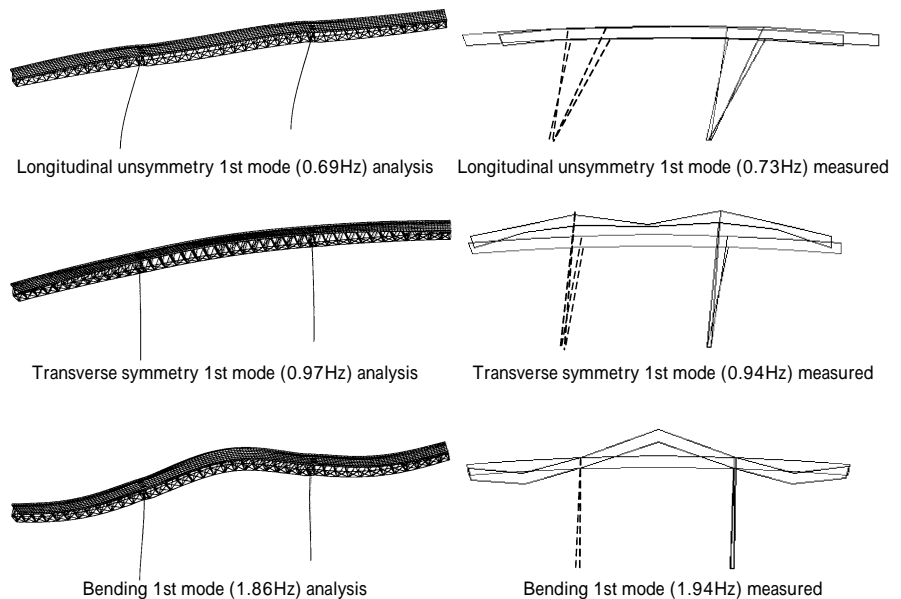 Longitudinal unsymmetry 1st mode (0.69Hz) analysis
Longitudinal unsymmetry 1st mode (0.73Hz) measured
Transverse symmetry 1st mode (0.97Hz) analysis
Transverse symmetry 1st mode (0.94Hz) measured
Bending 1st mode (1.86Hz) analysis
Bending 1st mode (1.94Hz) measured